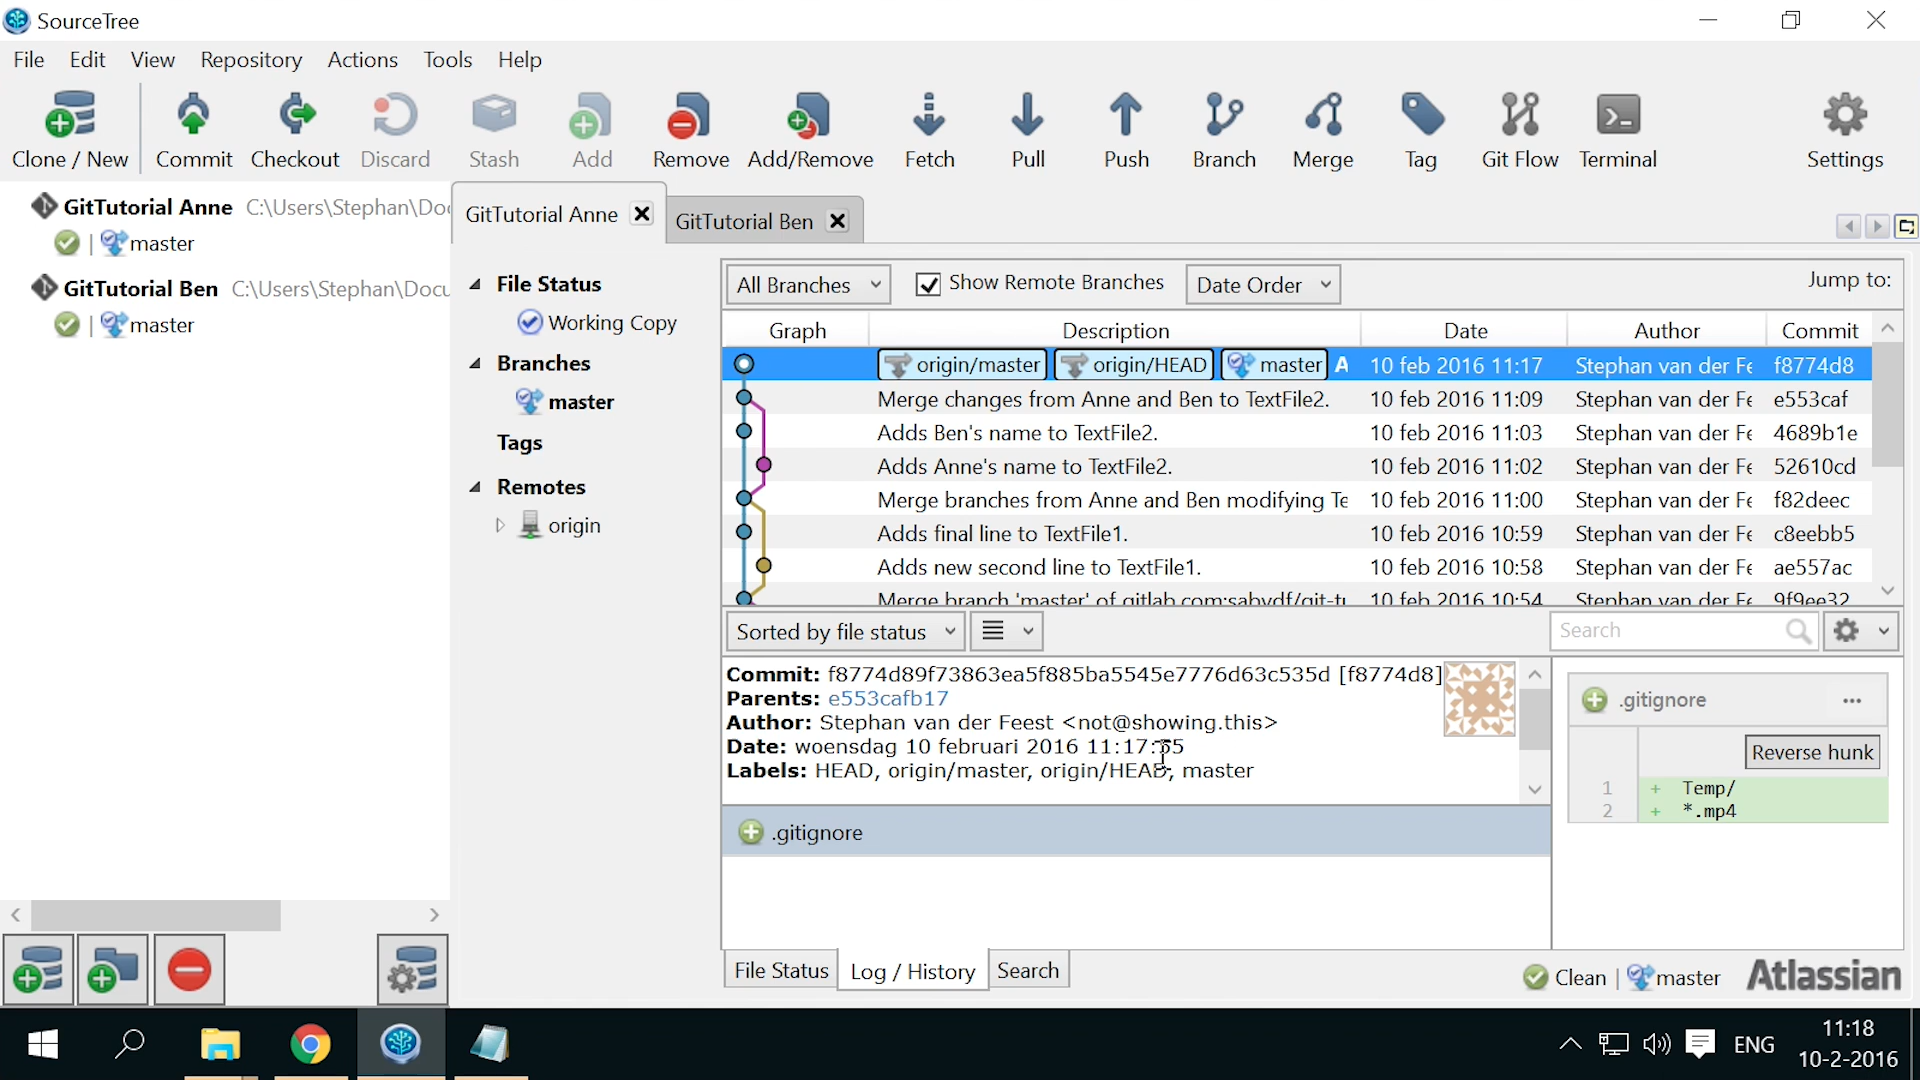 SourceTree
File Edit View Repository Actions Tools Help
Clone / New Commit Checkout Discard Stash Add Remove Add/Remove Fetch Pull Push Branch Merge Tag Git Flow Terminal Settings
GitTutorial Anne C:\Users\Stephan\Do
master
GitTutorial Ben C:\Users\Stephan\Docu
master
GitTutorial Anne GitTutorial Ben
File Status
Working Copy
Branches
master
Tags
Remotes
origin
All Branches Show Remote Branches Date Order Jump to:
Graph Description Date Author Commit
origin/master origin/HEAD master A 10 feb 2016 11:17 Stephan van der Fe f8774d8
Merge changes from Anne and Ben to TextFile2. 10 feb 2016 11:09 Stephan van der Fe e553caf
Adds Ben's name to TextFile2. 10 feb 2016 11:03 Stephan van der Fe 4689b1e
Adds Anne's name to TextFile2. 10 feb 2016 11:02 Stephan van der Fe 52610cd
Merge branches from Anne and Ben modifying Te 10 feb 2016 11:00 Stephan van der Fe f82deec
Adds final line to TextFile1. 10 feb 2016 10:59 Stephan van der Fe c8eebb5
Adds new second line to TextFile1. 10 feb 2016 10:58 Stephan van der Fe ae557ac
Merge branch 'master' of gitlab.com:sabydf/git-tu 10 feb 2016 10:54 Stephan van der Fe 9f9ee32
Sorted by file status Search
Commit: f8774d89f73863ea5f885ba5545e7776d63c535d [f8774d8]
Parents: e553cafb17
Author: Stephan van der Feest <not@showing.this>
Date: woensdag 10 februari 2016 11:17:
Labels: HEAD, origin/master, origin/HEAD, master
.gitignore
.gitignore ...
Reverse hunk
1 + Temp/
2 + *.mp4
File Status Log / History Search
Clean master Atlassian
ENG 11:18
10-2-2016